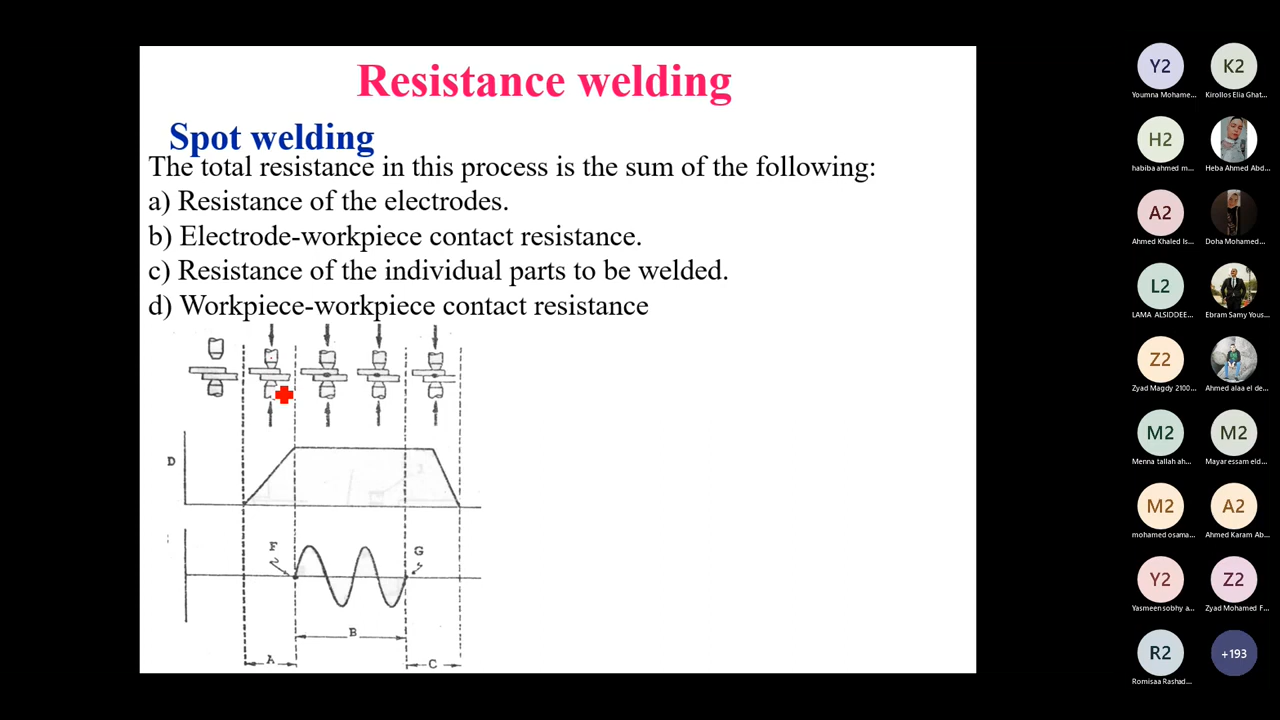 Resistance welding
Spot welding
The total resistance in this process is the sum of the following:
a) Resistance of the electrodes.
b) Electrode-workpiece contact resistance.
c) Resistance of the individual parts to be welded.
d) Workpiece-workpiece contact resistance
D
F
G
B
A
C
Y2
K2
Youmna Mohame...
Kirollos Elia Ghat...
H2
habiba ahmed m...
Heba Ahmed Abd...
A2
Ahmed Khaled Is...
Doha Mohamed...
L2
LAMA ALSIDDEE...
Ebram Samy Yous...
Z2
Zyad Magdy 2100...
Ahmed alaa el de...
M2
M2
Menna tallah ah...
Mayar essam eld...
M2
A2
mohamed osama...
Ahmed Karam Ab...
Y2
Z2
Yasmeen sobhy a...
Zyad Mohamed F...
R2
+193
Romisaa Rashad...